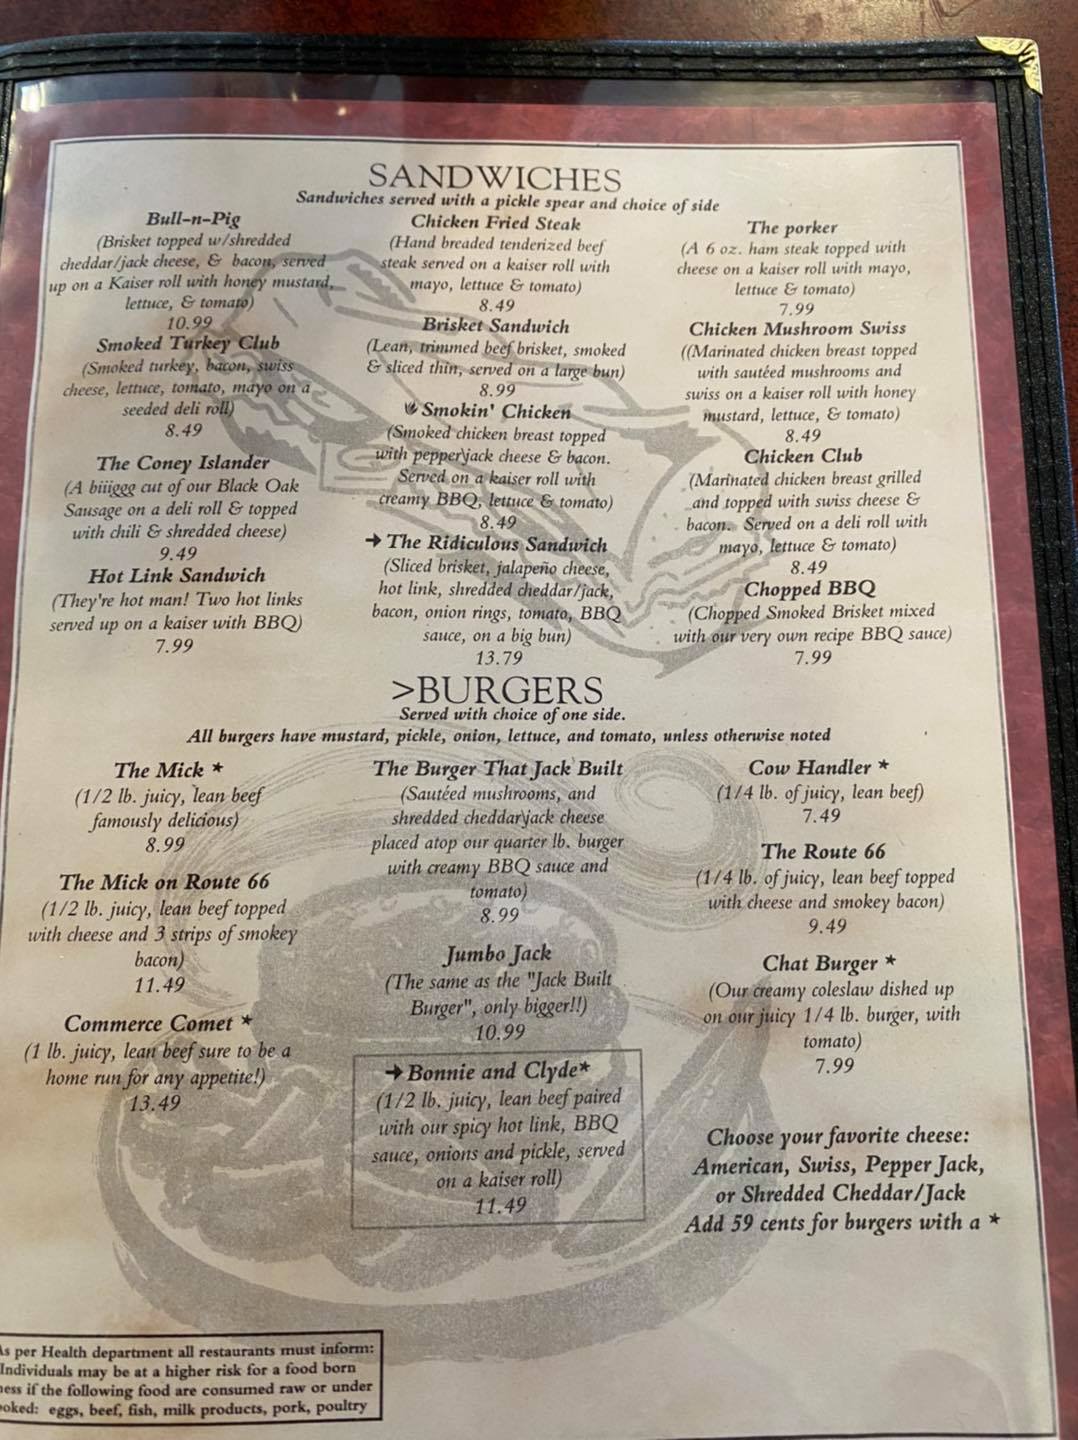 SANDWICHES
Sandwiches served with a pickle spear and choice of side
Bull-n-Pig
(Brisket topped w/shredded
cheddar/jack cheese, & bacon, served
up on a Kaiser roll with honey mustard,
lettuce, & tomato)
10.99
Smoked Turkey Club
(Smoked turkey, bacon, swiss
cheese, lettuce, tomato, mayo on a
seeded deli roll)
8.49
The Coney Islander
(A biiiggg cut of our Black Oak
Sausage on a deli roll & topped
with chili & shredded cheese)
9.49
Hot Link Sandwich
(They're hot man! Two hot links
served up on a kaiser with BBQ)
7.99
Chicken Fried Steak
(Hand breaded tenderized beef
steak served on a kaiser roll with
mayo, lettuce & tomato)
8.49
Brisket Sandwich
(Lean, trimmed beef brisket, smoked
& sliced thin, served on a large bun)
8.99
Smokin' Chicken
(Smoked chicken breast topped
with pepperjack cheese & bacon.
Served on a kaiser roll with
creamy BBQ, lettuce & tomato)
8.49
➔ The Ridiculous Sandwich
(Sliced brisket, jalapeño cheese,
hot link, shredded cheddar/jack,
bacon, onion rings, tomato, BBQ
sauce, on a big bun)
13.79
The porker
(A 6 oz. ham steak topped with
cheese on a kaiser roll with mayo,
lettuce & tomato)
7.99
Chicken Mushroom Swiss
((Marinated chicken breast topped
with sautéed mushrooms and
swiss on a kaiser roll with honey
mustard, lettuce, & tomato)
8.49
Chicken Club
(Marinated chicken breast grilled
and topped with swiss cheese &
bacon. Served on a deli roll with
mayo, lettuce & tomato)
8.49
Chopped BBQ
(Chopped Smoked Brisket mixed
with our very own recipe BBQ sauce)
7.99
>BURGERS
Served with choice of one side.
All burgers have mustard, pickle, onion, lettuce, and tomato, unless otherwise noted
The Mick *
(1/2 lb. juicy, lean beef
famously delicious)
8.99
The Mick on Route 66
(1/2 lb. juicy, lean beef topped
with cheese and 3 strips of smokey
bacon)
11.49
Commerce Comet *
(1 lb. juicy, lean beef sure to be a
home run for any appetite!)
13.49
The Burger That Jack Built
(Sautéed mushrooms, and
shredded cheddar\jack cheese
placed atop our quarter lb. burger
with creamy BBQ sauce and
tomato)
8.99
Jumbo Jack
(The same as the "Jack Built
Burger", only bigger!!)
10.99
➔ Bonnie and Clyde*
(1/2 lb. juicy, lean beef paired
with our spicy hot link, BBQ
sauce, onions and pickle, served
on a kaiser roll)
11.49
Cow Handler *
(1/4 lb. of juicy, lean beef)
7.49
The Route 66
(1/4 lb. of juicy, lean beef topped
with cheese and smokey bacon)
9.49
Chat Burger *
(Our creamy coleslaw dished up
on our juicy 1/4 lb. burger, with
tomato)
7.99
Choose your favorite cheese:
American, Swiss, Pepper Jack,
or Shredded Cheddar/Jack
Add 59 cents for burgers with a *
As per Health department all restaurants must inform:
Individuals may be at a higher risk for a food born
ness if the following food are consumed raw or under
oked: eggs, beef, fish, milk products, pork, poultry